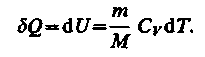 δQ = dU = m/M C_V dT.